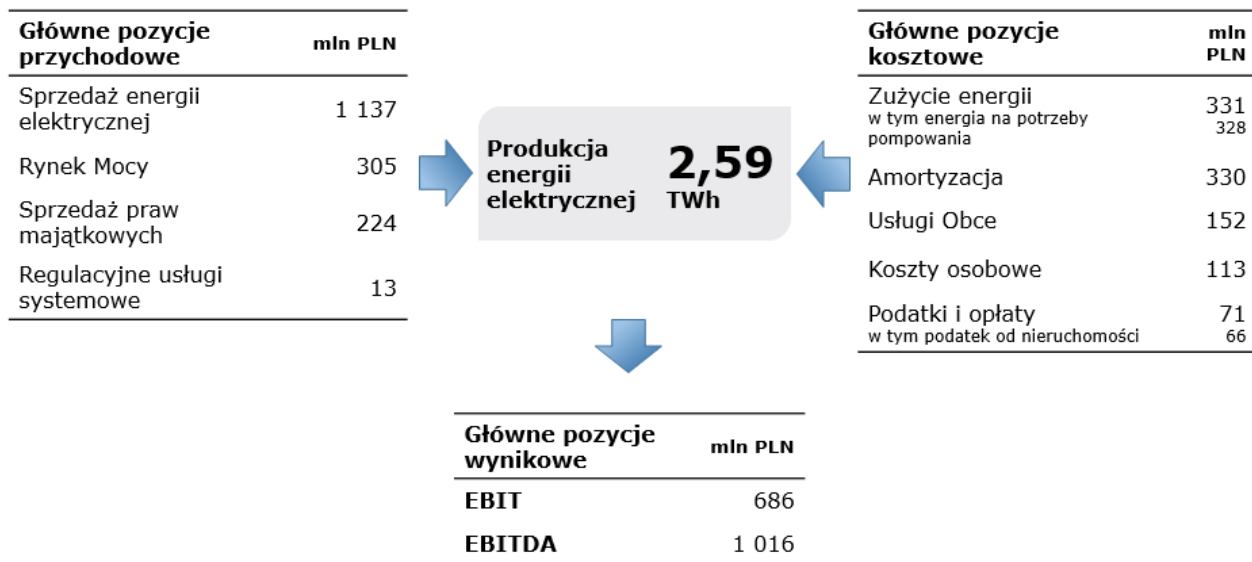 Główne pozycje
przychodowe mln PLN
Sprzedaż energii
elektrycznej 1 137
Rynek Mocy 305
Sprzedaż praw
majątkowych 224
Regulacyjne usługi
systemowe 13
Produkcja
energii
elektrycznej
2,59
TWh
Główne pozycje
kosztowe
mln
PLN
Zużycie energii 331
w tym energia na potrzeby
pompowania 328
Amortyzacja 330
Usługi Obce 152
Koszty osobowe 113
Podatki i opłaty 71
w tym podatek od nieruchomości 66
Główne pozycje
wynikowe mln PLN
EBIT 686
EBITDA 1 016